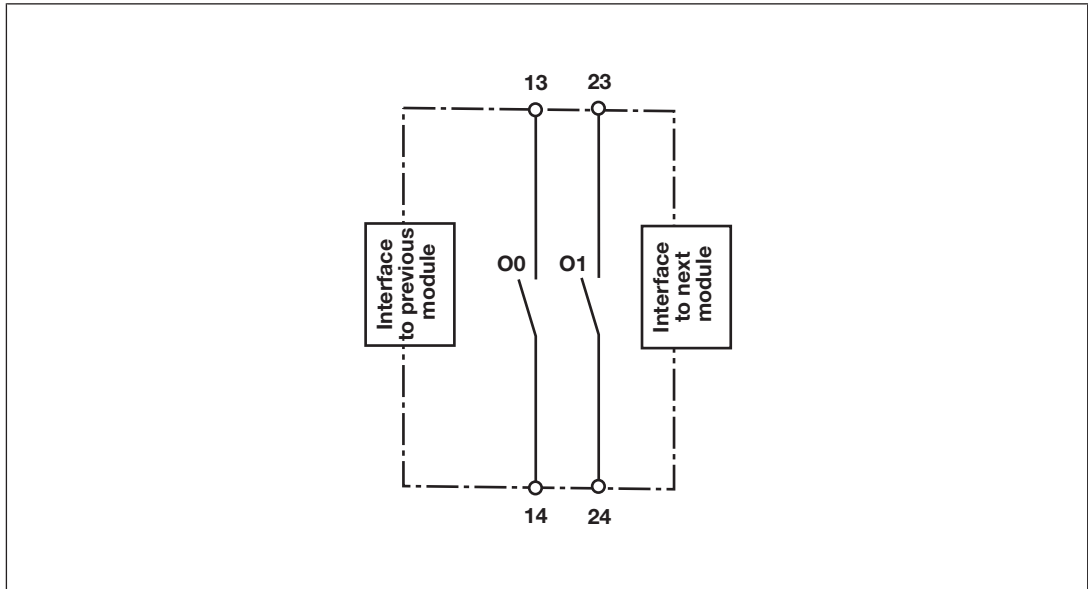 13
23
Interface
to previous
module
O0
O1
Interface
to next
module
14
24